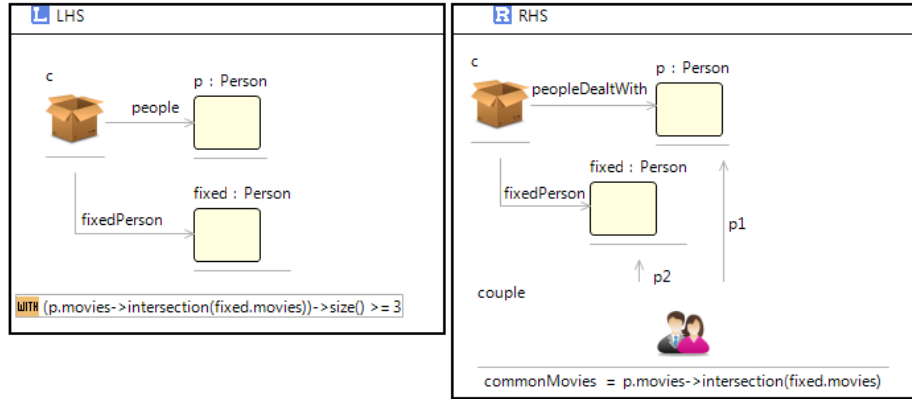 L LHS
c
p : Person
people
fixed : Person
fixedPerson
WITH (p.movies->intersection(fixed.movies))->size() >= 3
R RHS
c
p : Person
peopleDealtWith
fixed : Person
fixedPerson
p1
p2
couple
commonMovies = p.movies->intersection(fixed.movies)